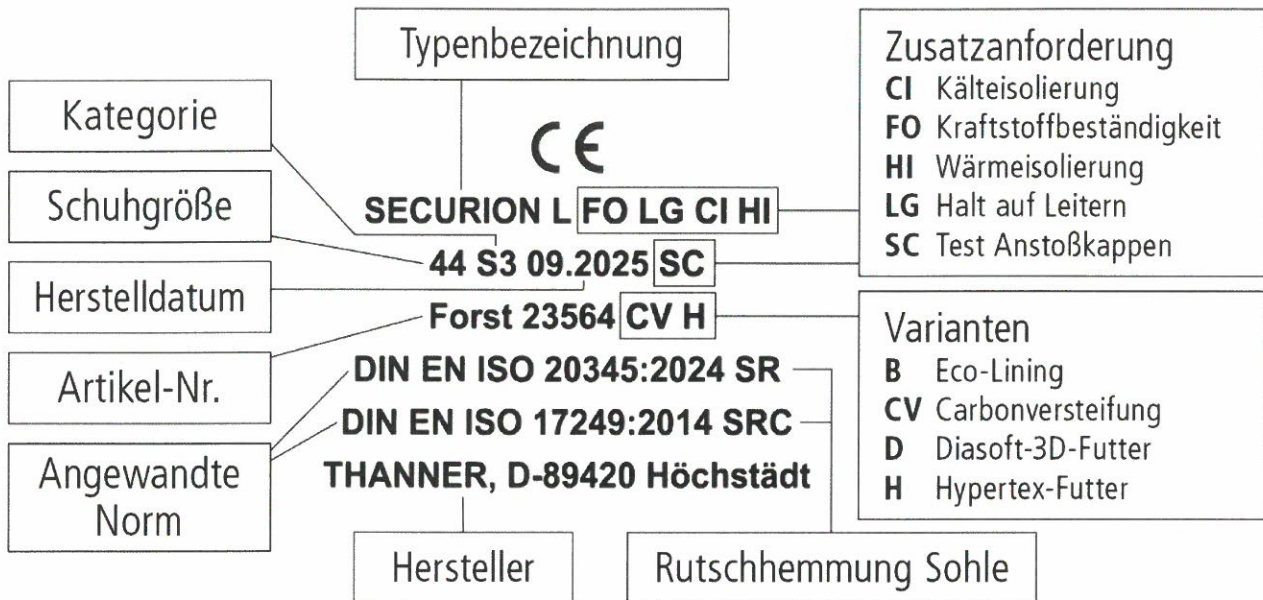 Typenbezeichnung
Kategorie
Schuhgröße
Herstelldatum
Artikel-Nr.
Angewandte
Norm
CE
SECURION L FO LG CI HI
44 S3 09.2025 SC
Forst 23564 CV H
DIN EN ISO 20345:2024 SR
DIN EN ISO 17249:2014 SRC
THANNER, D-89420 Höchstädt
Hersteller
Rutschhemmung Sohle
Zusatzanforderung
CI Kälteisolierung
FO Kraftstoffbeständigkeit
HI Wärmeisolierung
LG Halt auf Leitern
SC Test Anstoßkappen
Varianten
B Eco-Lining
CV Carbonversteifung
D Diasoft-3D-Futter
H Hypertex-Futter